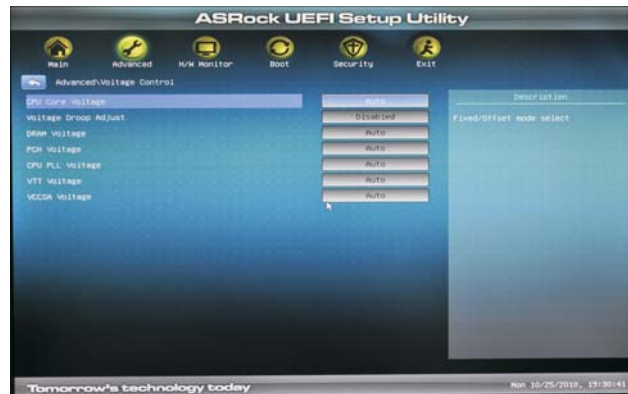 ASRock UEFI Setup Utility
Main Advanced H/W Monitor Boot Security Exit
Advanced\Voltage Control
CPU Core Voltage Auto
Voltage Droop Adjust Disabled
DRAM Voltage Auto
PCH Voltage Auto
CPU PLL Voltage Auto
VTT Voltage Auto
VCCSA Voltage Auto
Description
Fixed/Offset mode select
Tomorrow's technology today
Mon 10/25/2010, 19:30:41